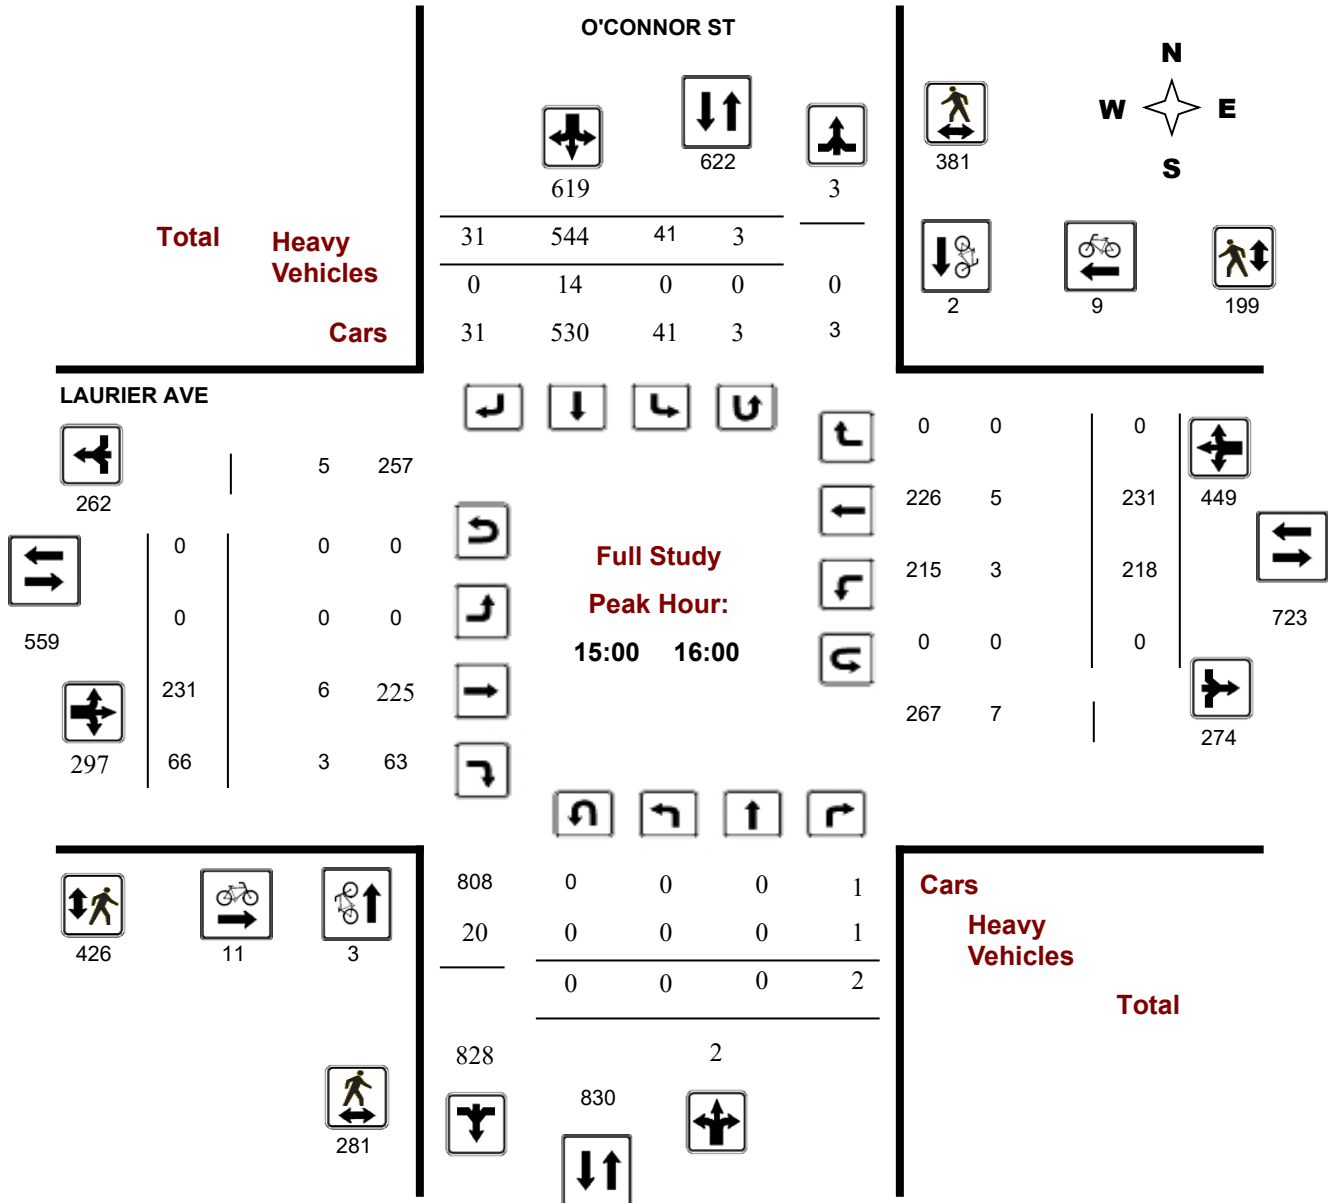 O'CONNOR ST
N
W E
S
381
622
619 3
Total Heavy Vehicles
31 544 41 3
0 14 0 0 0
Cars 31 530 41 3 3
2 9 199
LAURIER AVE
262
5 257
0 0 0
559
0 0 0
231 6 225
297
66 3 63
Full Study
Peak Hour:
15:00 16:00
0 0 0
449
226 5 231
215 3 218
723
0 0 0
267 7
274
426 11 3
281
808 0 0 0 1
20 0 0 0 1
0 0 0 2
828 2
830
Cars
Heavy
Vehicles
Total